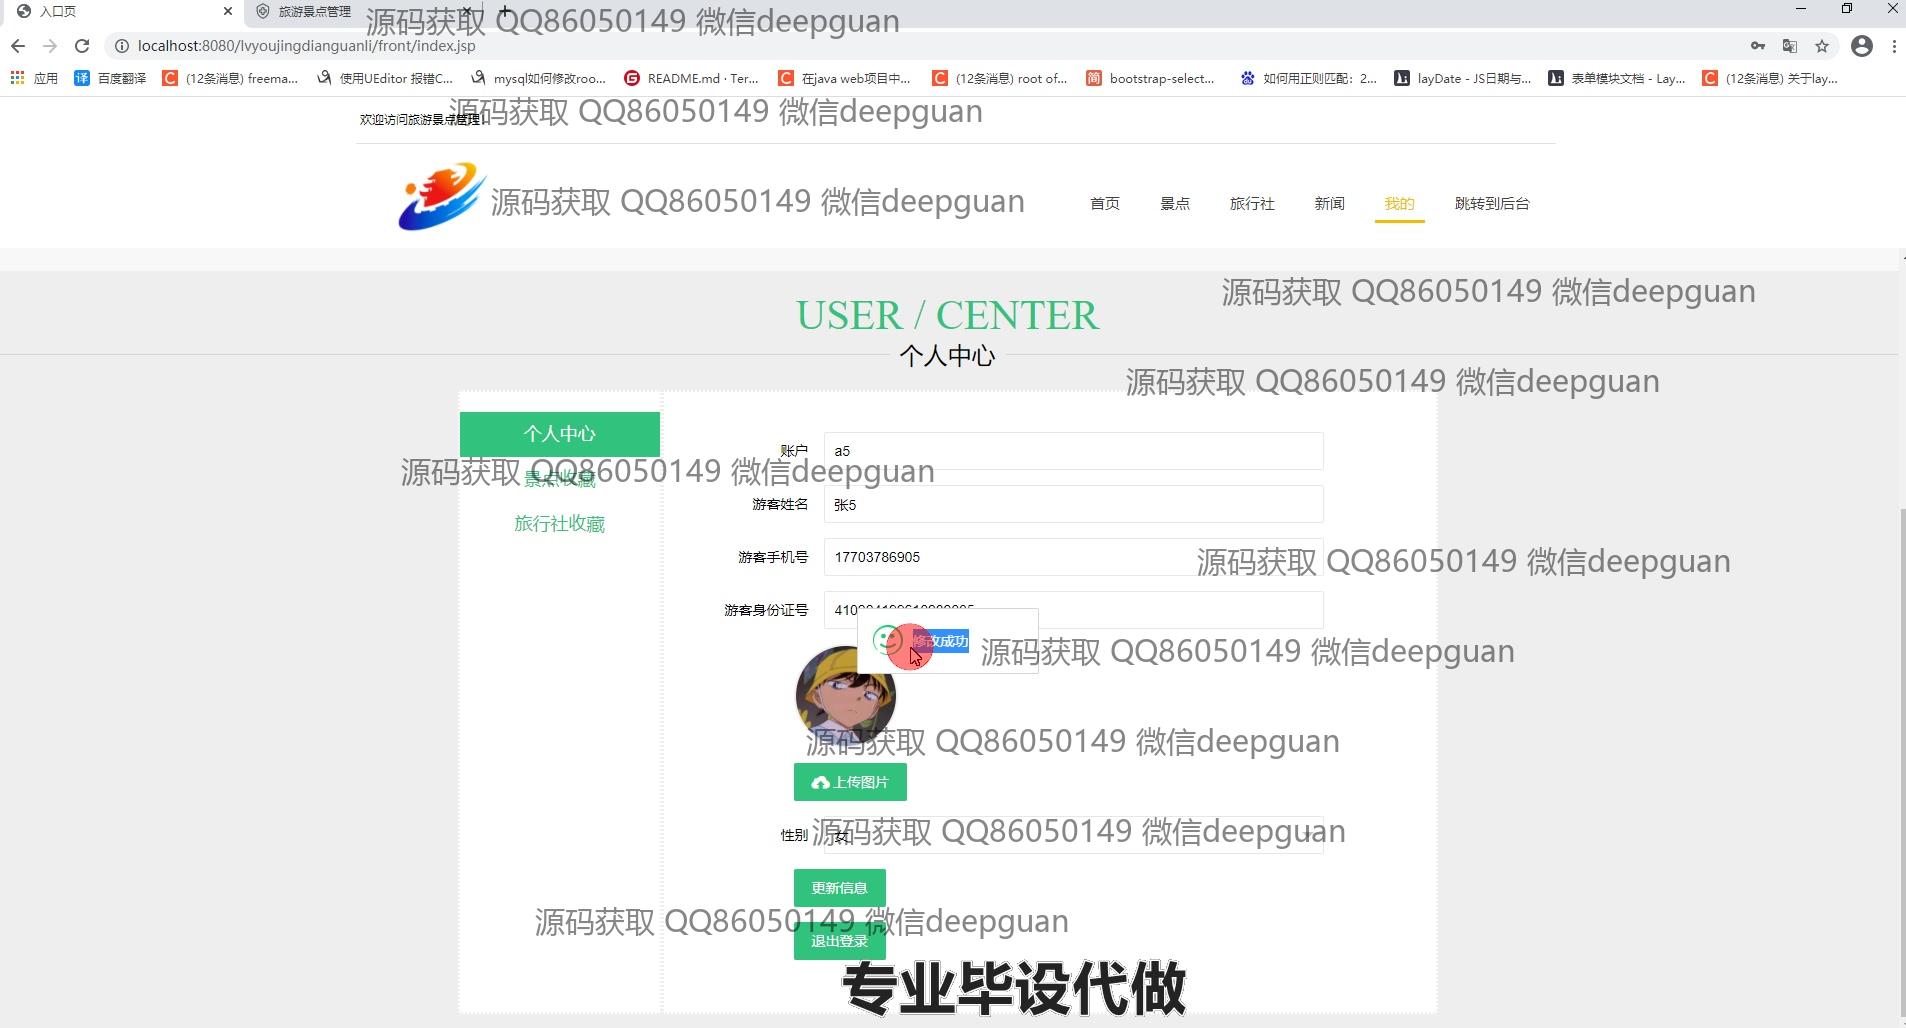 入口页
旅游景点管理
源码获取 QQ86050149 微信deepguan
localhost:8080/lvyoujingdianguanli/front/index.jsp
应用
百度翻译
(12条消息) freema...
使用UEditor 报错C...
mysql如何修改roo...
README.md · Ter...
在java web项目中...
(12条消息) root of...
bootstrap-select...
如何用正则匹配：2...
layDate - JS日期与...
表单模块文档 - Lay...
(12条消息) 关于lay...
源码获取 QQ86050149 微信deepguan
欢迎访问旅游景点管理
源码获取 QQ86050149 微信deepguan
首页
景点
旅行社
新闻
我的
跳转到后台
源码获取 QQ86050149 微信deepguan
USER / CENTER
个人中心
源码获取 QQ86050149 微信deepguan
个人中心
账户
a5
源码获取 QQ86050149 微信deepguan
景点收藏
游客姓名
张5
旅行社收藏
游客手机号
17703786905
源码获取 QQ86050149 微信deepguan
游客身份证号
修改成功
源码获取 QQ86050149 微信deepguan
源码获取 QQ86050149 微信deepguan
上传图片
性别
女
源码获取 QQ86050149 微信deepguan
更新信息
源码获取 QQ86050149 微信deepguan
退出登录
专业毕设代做